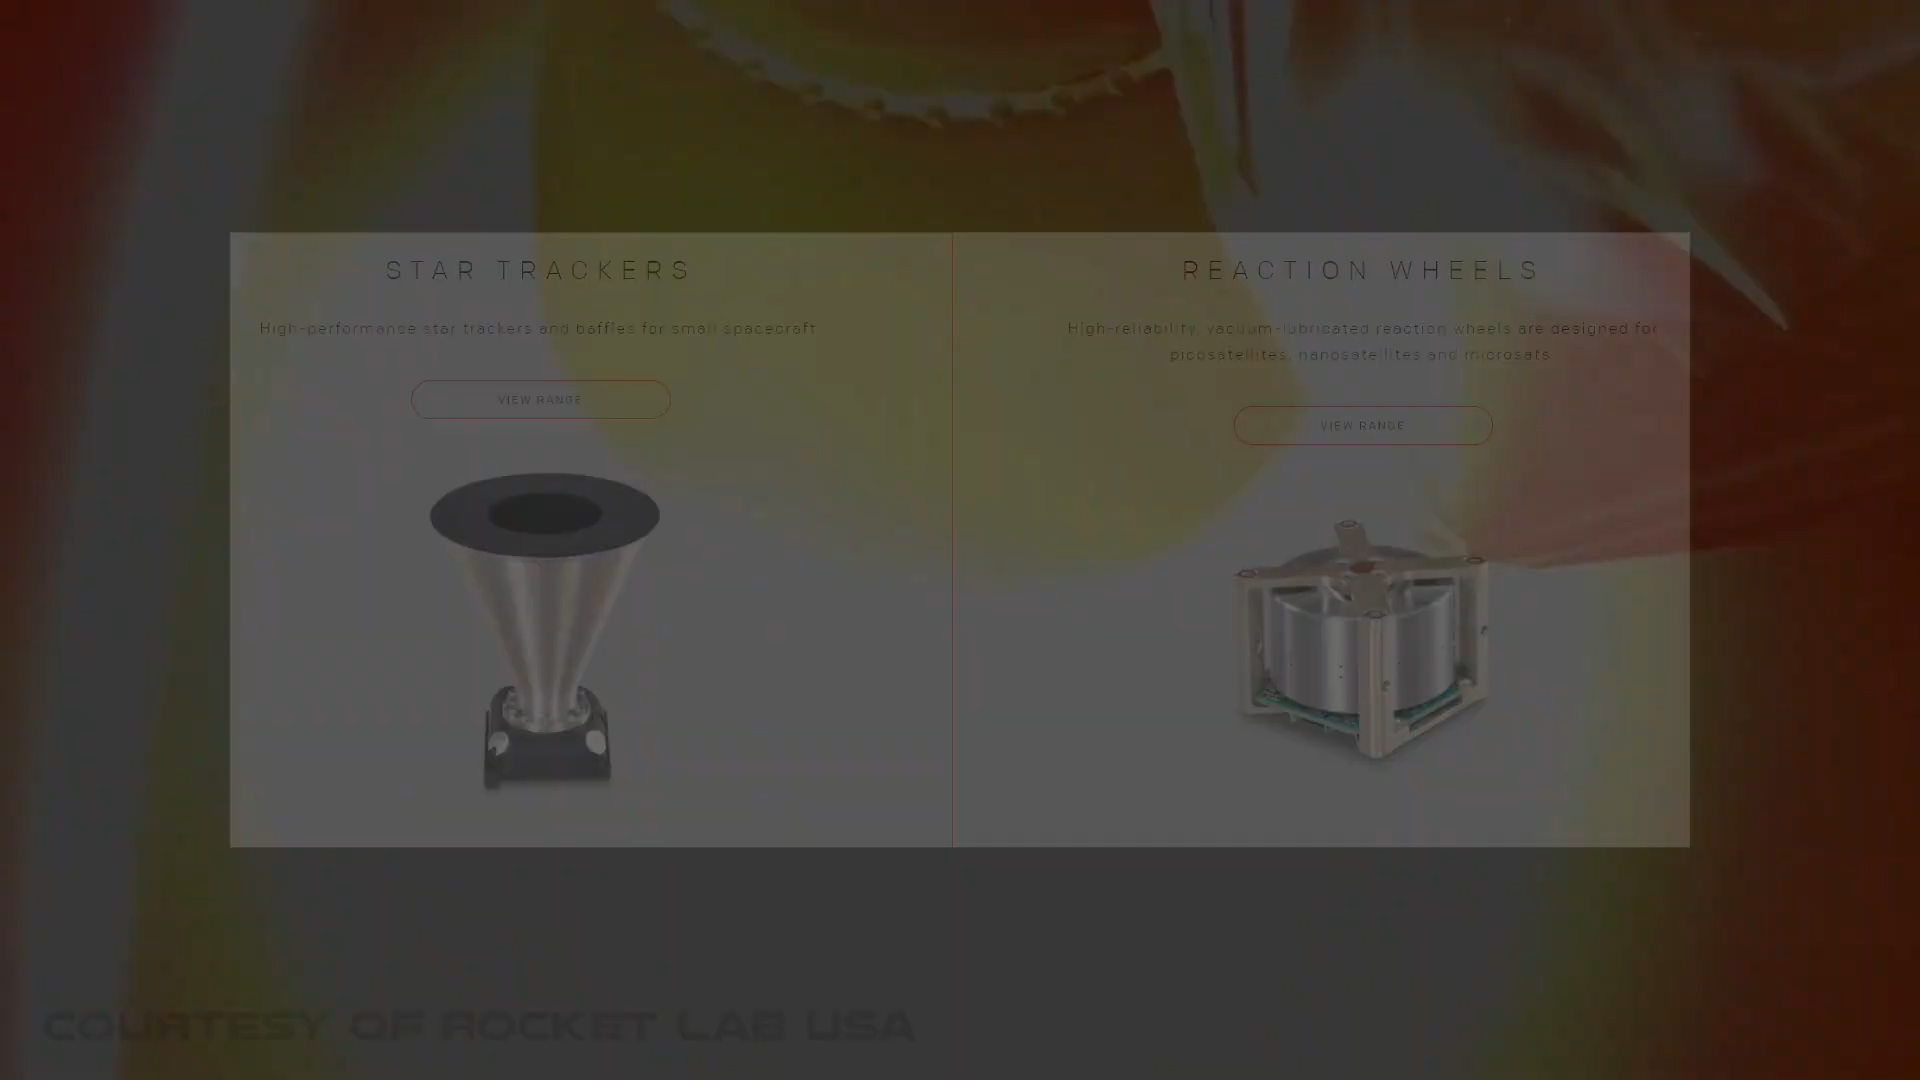 STAR TRACKERS
High-performance star trackers and baffles for small spacecraft
VIEW RANGE
REACTION WHEELS
High-reliability, vacuum-lubricated reaction wheels are designed for
picosatellites, nanosatellites and microsats
VIEW RANGE
COURTESY OF ROCKET LAB USA